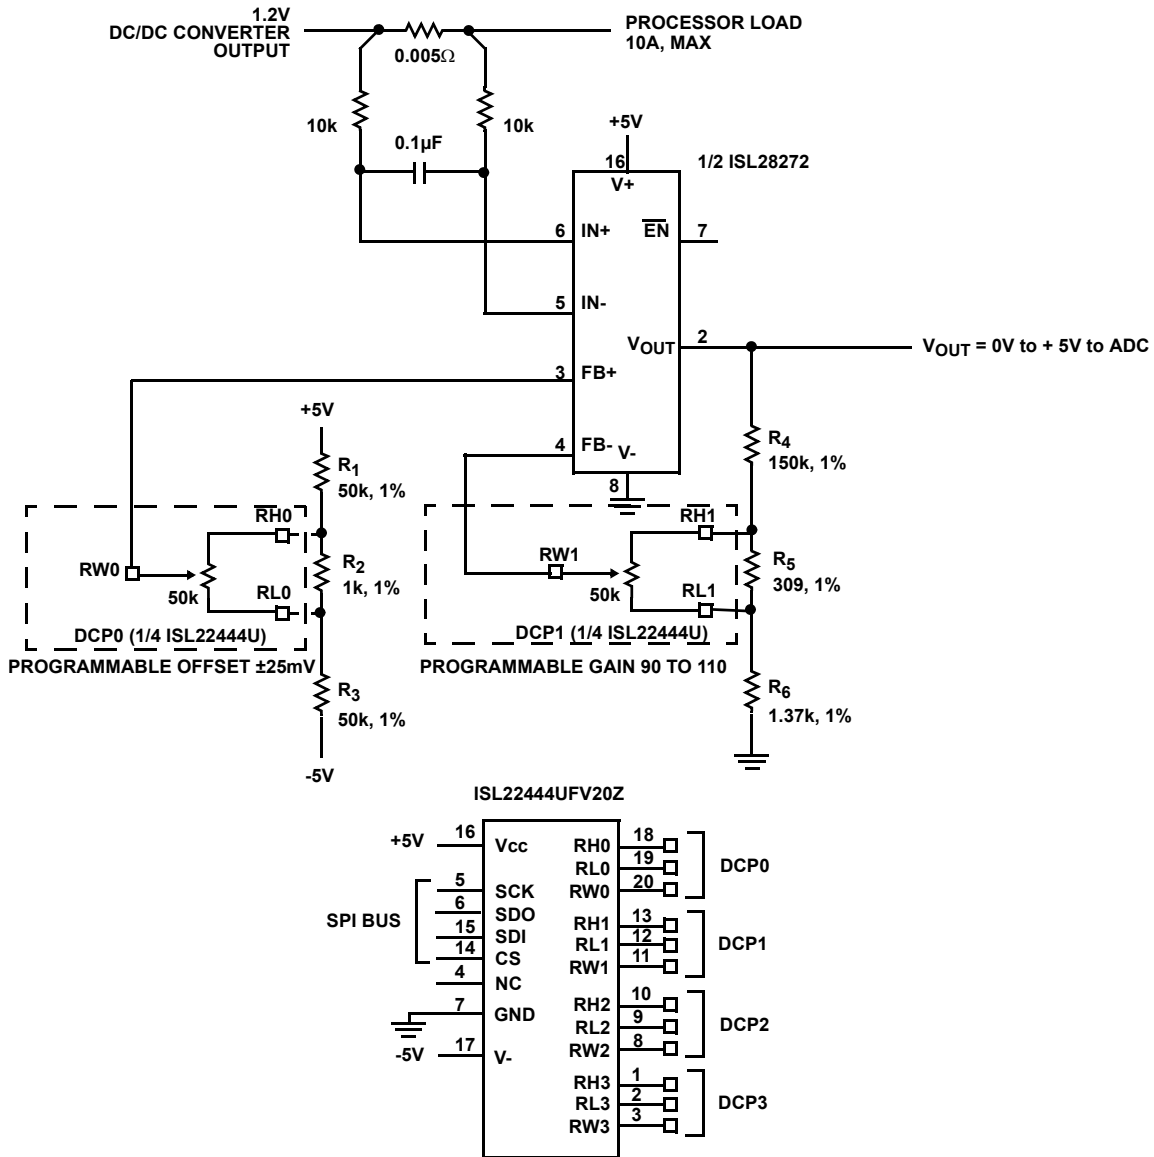 1.2V
DC/DC CONVERTER
OUTPUT
PROCESSOR LOAD
10A, MAX
0.005Ω
10k
10k
0.1µF
+5V
16
V+
1/2 ISL28272
6
IN+
EN
7
5
IN-
VOUT
2
VOUT = 0V to + 5V to ADC
3
FB+
4
FB-
V-
8
+5V
R1
50k, 1%
R4
150k, 1%
RH0
RW0
50k
RL0
R2
1k, 1%
DCP0 (1/4 ISL22444U)
PROGRAMMABLE OFFSET ±25mV
R3
50k, 1%
-5V
RH1
RW1
50k
RL1
R5
309, 1%
DCP1 (1/4 ISL22444U)
PROGRAMMABLE GAIN 90 TO 110
R6
1.37k, 1%
ISL22444UFV20Z
+5V
16
Vcc
SPI BUS
5
SCK
6
SDO
15
SDI
14
CS
4
NC
7
GND
-5V
17
V-
RH0
18
RL0
19
RW0
20
DCP0
RH1
13
RL1
12
RW1
11
DCP1
RH2
10
RL2
9
RW2
8
DCP2
RH3
1
RL3
2
RW3
3
DCP3